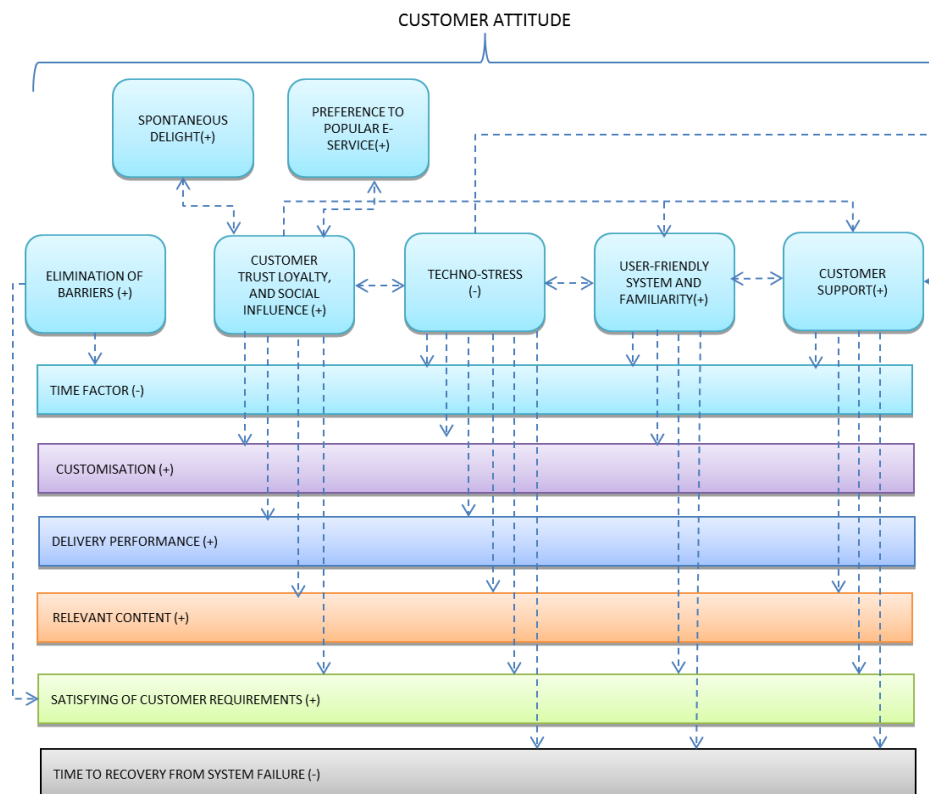 CUSTOMER ATTITUDE
SPONTANEOUS
DELIGHT(+)
PREFERENCE TO
POPULAR E-
SERVICE(+)
ELIMINATION OF
BARRIERS (+)
CUSTOMER
TRUST LOYALTY,
AND SOCIAL
INFLUENCE (+)
TECHNO-STRESS
(-)
USER-FRIENDLY
SYSTEM AND
FAMILIARITY(+)
CUSTOMER
SUPPORT(+)
TIME FACTOR (-)
CUSTOMISATION (+)
DELIVERY PERFORMANCE (+)
RELEVANT CONTENT (+)
SATISFYING OF CUSTOMER REQUIREMENTS (+)
TIME TO RECOVERY FROM SYSTEM FAILURE (-)